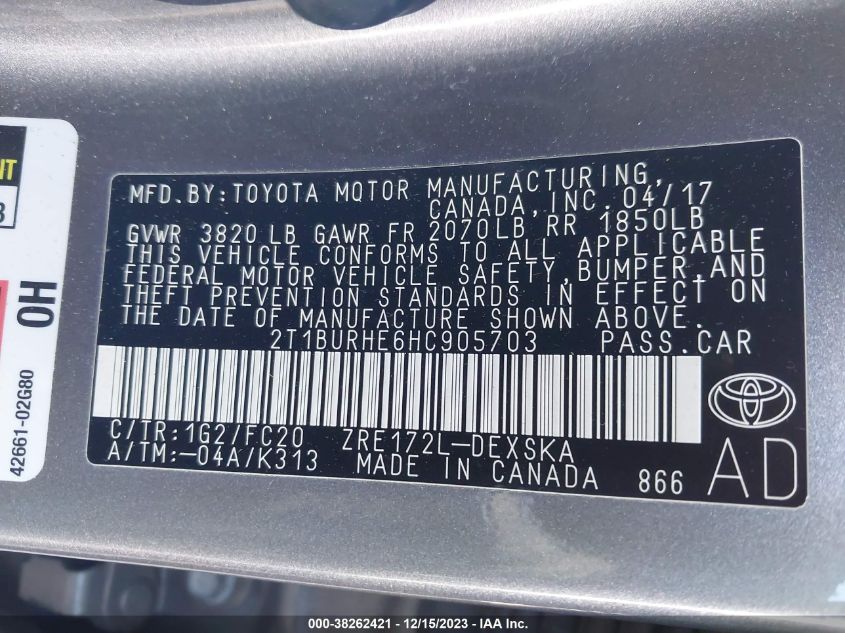 MFD.BY:TOYOTA MOTOR MANUFACTURING,
CANADA, INC. 04/17
GVWR 3820 LB GAWR FR 2070LB RR 1850LB
THIS VEHICLE CONFORMS TO ALL APPLICABLE
FEDERAL MOTOR VEHICLE SAFETY, BUMPER, AND
THEFT PREVENTION STANDARDS IN EFFECT ON
THE DATE OF MANUFACTURE SHOWN ABOVE.
2T1BURHE6HC905703 PASS.CAR
C/TR:1G2/FC20 ZRE172L-DEXSKA
A/TM:-04A/K313 MADE IN CANADA 866 AD
0H
42661-02G80
000-38262421 - 12/15/2023 - IAA Inc.